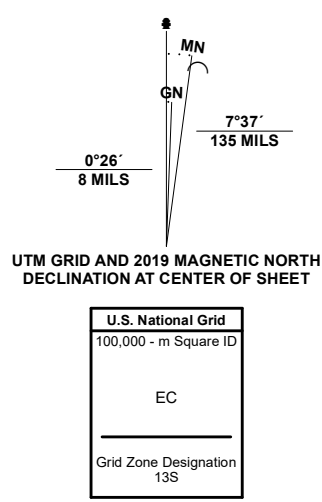 MN
GN
7°37´
135 MILS
0°26´
8 MILS
UTM GRID AND 2019 MAGNETIC NORTH
DECLINATION AT CENTER OF SHEET
U.S. National Grid
100,000 - m Square ID
EC
Grid Zone Designation
13S